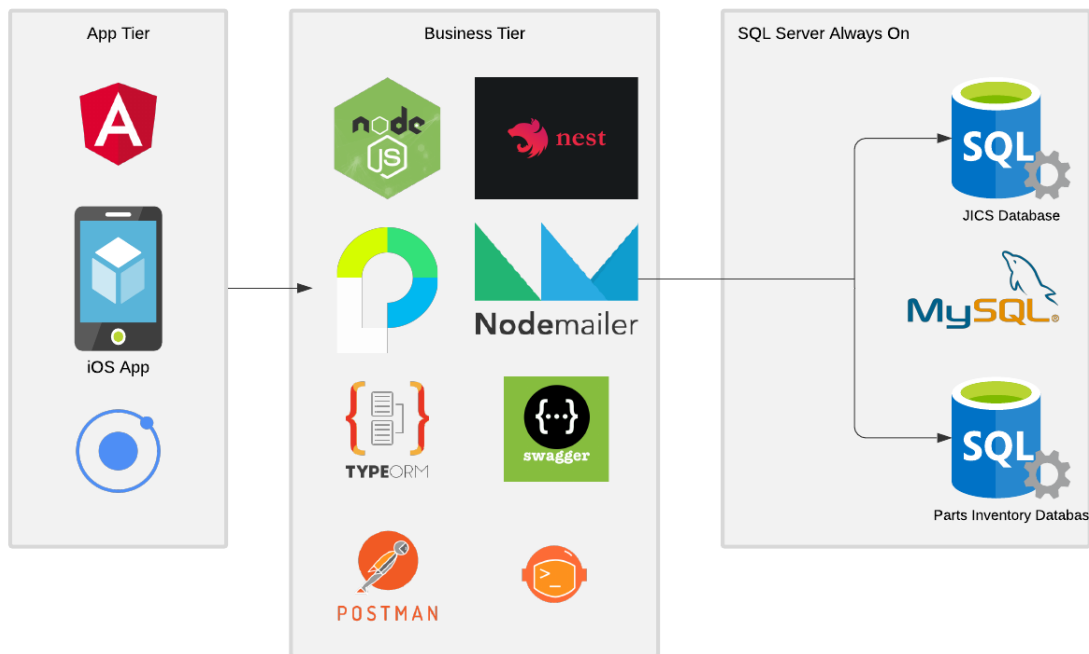 App Tier
Business Tier
SQL Server Always On
node
JS
nest
SQL
JICS Database
iOS App
Nodemailer
MySQL®
TYPEORM
{···}
swagger
SQL
Parts Inventory Databas
POSTMAN
>_